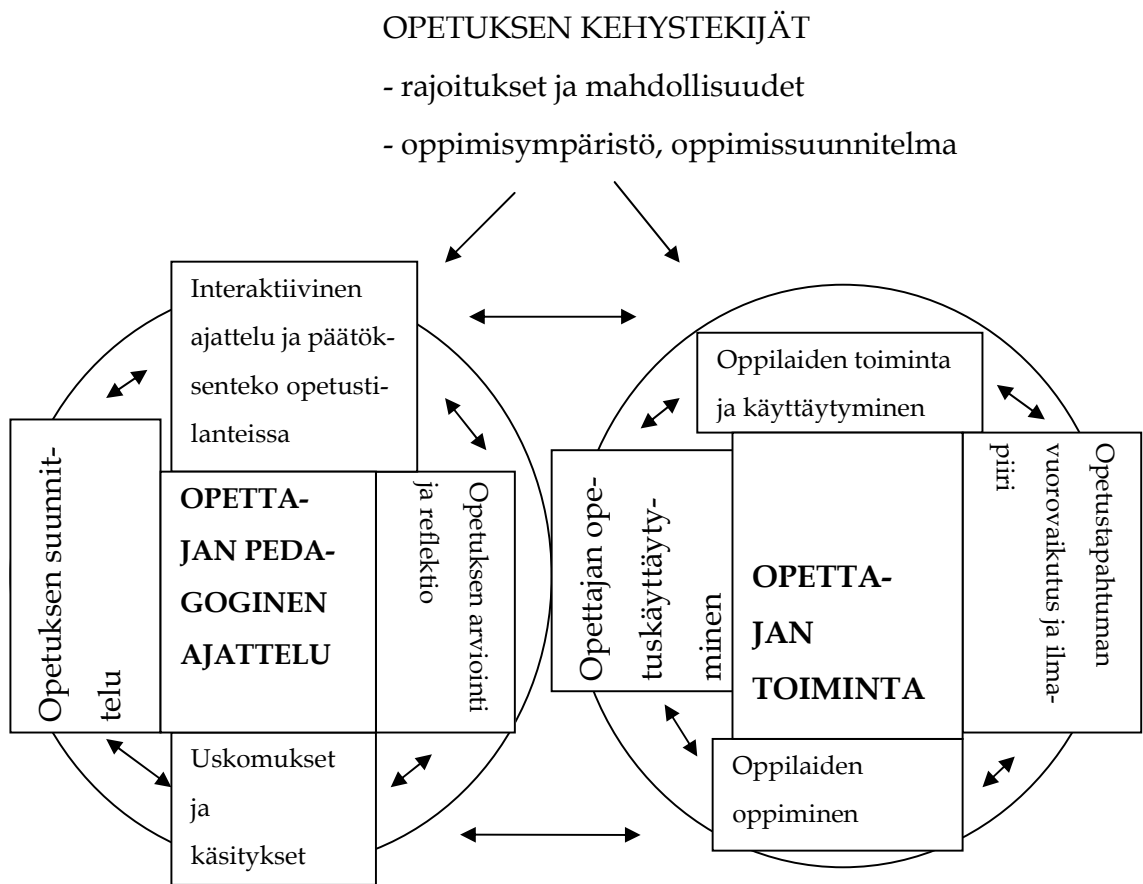 OPETUKSEN KEHYSTEKIJÄT
- rajoitukset ja mahdollisuudet
- oppimisympäristö, oppimissuunnitelma
Interaktiivinen
ajattelu ja päätök-
senteko opetusti-
lanteissa
Opetuksen suunnit-
telu
OPETTA-
JAN PEDA-
GOGINEN
AJATTELU
Opetuksen arviointi
ja reflektio
Uskomukset
ja
käsitykset
Oppilaiden toiminta
ja käyttäytyminen
Opettajan ope-
tuskäyttäyty-
minen
OPETTA-
JAN
TOIMINTA
Opetustapahtuman
vuorovaikutus ja ilma-
piiri
Oppilaiden
oppiminen